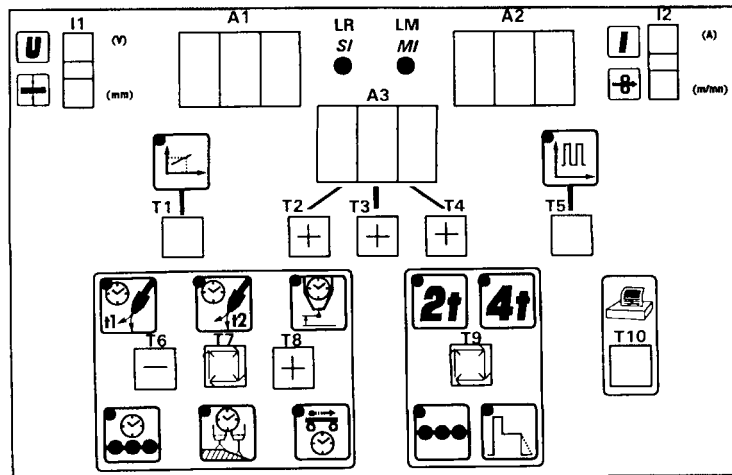 I1 A1 LR LM A2 I2
U (V) SI MI I (A)
(mm) 8 (m/mn)
A3
T1 T2 T3 T4 T5
+ + +
t1 t2 2t 4t
T6 T7 T8 T9 T10
− +